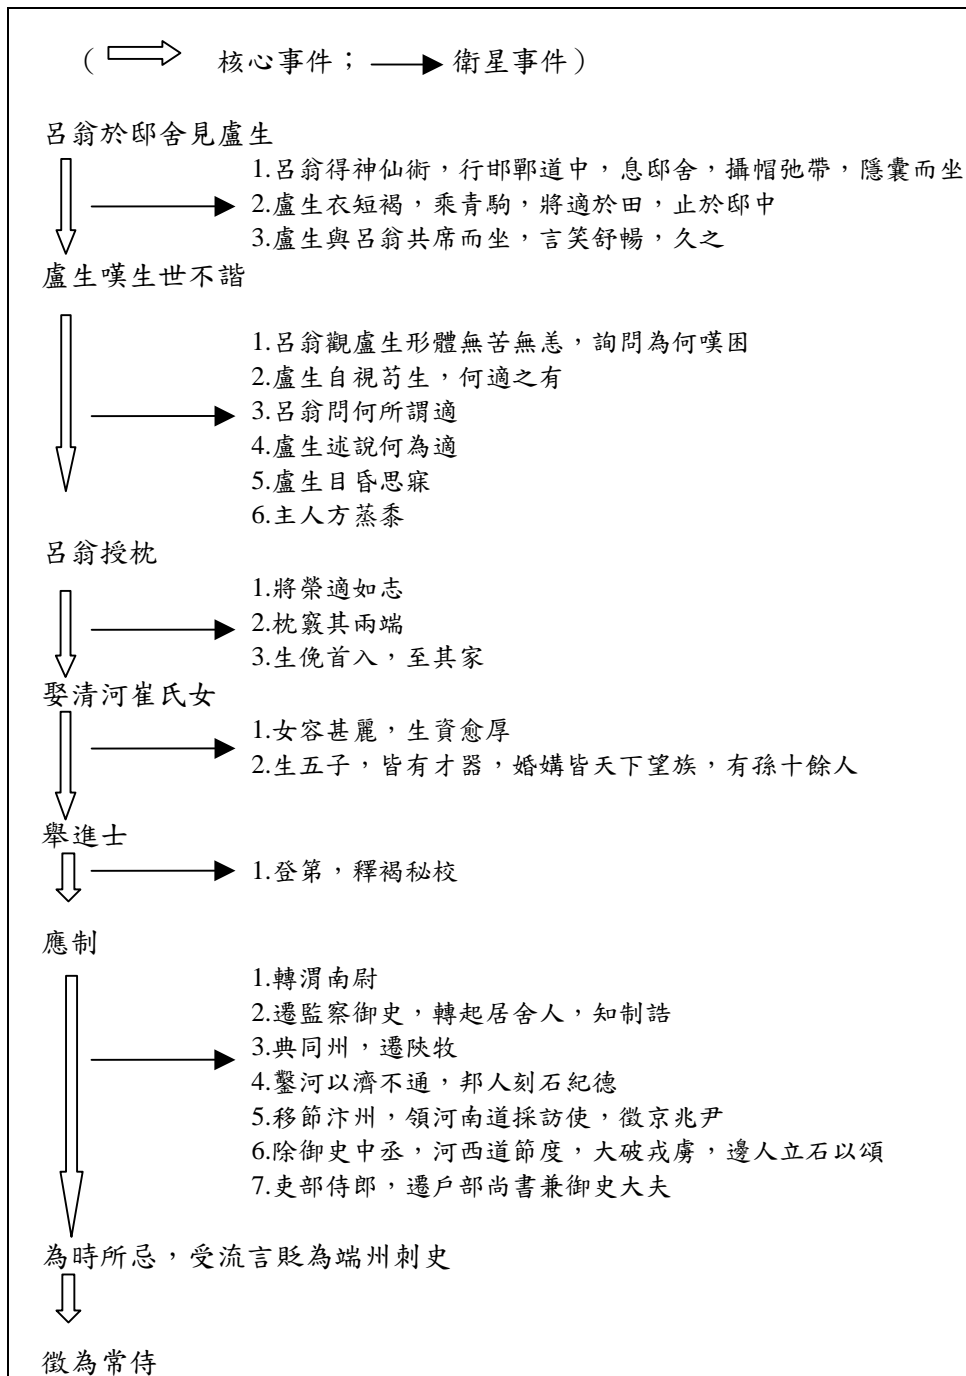 （ 核心事件； 衛星事件）
呂翁於邸舍見盧生
1.呂翁得神仙術，行邯鄲道中，息邸舍，攝帽弛帶，隱囊而坐
2.盧生衣短褐，乘青駒，將適於田，止於邸中
3.盧生與呂翁共席而坐，言笑舒暢，久之
盧生嘆生世不諧
1.呂翁觀盧生形體無苦無恙，詢問為何嘆困
2.盧生自視苟生，何適之有
3.呂翁問何所謂適
4.盧生述說何為適
5.盧生目昏思寐
6.主人方蒸黍
呂翁授枕
1.將榮適如志
2.枕竅其兩端
3.生俛首入，至其家
娶清河崔氏女
1.女容甚麗，生資愈厚
2.生五子，皆有才器，婚媾皆天下望族，有孫十餘人
舉進士
1.登第，釋褐秘校
應制
1.轉渭南尉
2.遷監察御史，轉起居舍人，知制誥
3.典同州，遷陝牧
4.鑿河以濟不通，邦人刻石紀德
5.移節汴州，領河南道採訪使，徵京兆尹
6.除御史中丞，河西道節度，大破戎虜，邊人立石以頌
7.吏部侍郎，遷戶部尚書兼御史大夫
為時所忌，受流言貶為端州刺史
徵為常侍